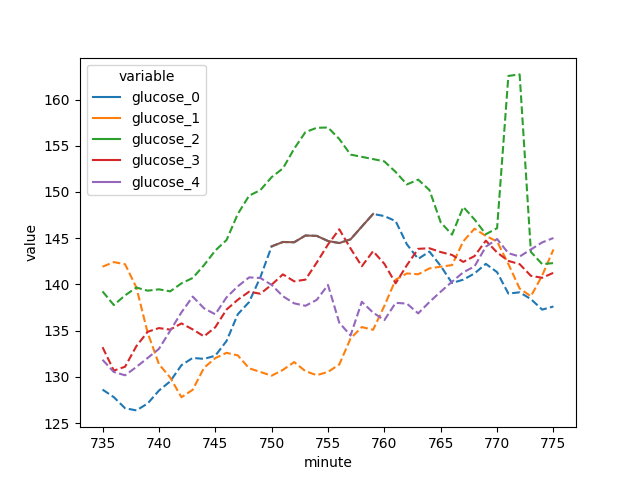 variable
glucose_0
glucose_1
glucose_2
glucose_3
glucose_4
value
160
155
150
145
140
135
130
125
735 740 745 750 755 760 765 770 775
minute